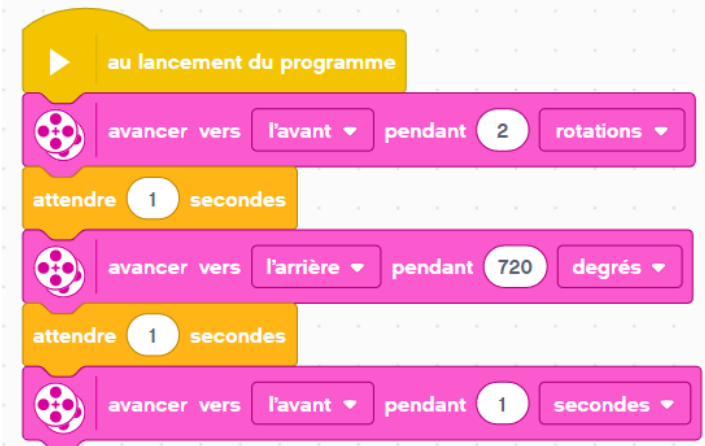 au lancement du programme
avancer vers l'avant pendant 2 rotations
attendre 1 secondes
avancer vers l'arrière pendant 720 degrés
attendre 1 secondes
avancer vers l'avant pendant 1 secondes